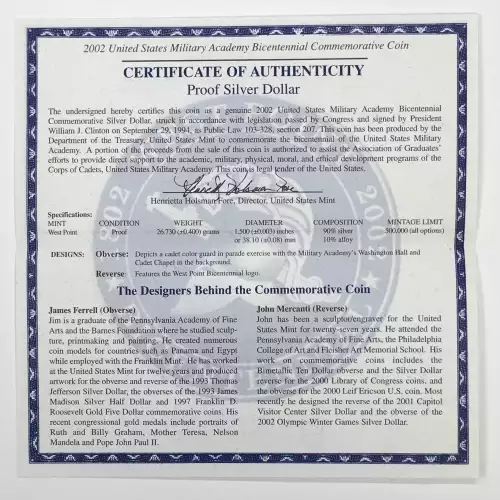 2002 United States Military Academy Bicentennial Commemorative Coin
CERTIFICATE OF AUTHENTICITY
Proof Silver Dollar
The undersigned hereby certifies this coin as a genuine 2002 United States Military Academy Bicentennial
Commemorative Silver Dollar, struck in accordance with legislation passed by Congress and signed by President
William J. Clinton on September 29, 1994, as Public Law 103-328, section 207. This coin has been produced by the
Department of the Treasury, United States Mint to commemorate the bicentennial of the United States Military
Academy. A portion of the proceeds from the sale of this coin is authorized to assist the Association of Graduates'
efforts to provide direct support to the academic, military, physical, moral, and ethical development programs of the
Corps of Cadets, United States Military Academy. This coin is legal tender of the United States.
Henrietta Holsman Fore
Henrietta Holsman Fore, Director, United States Mint
Specifications:
MINT CONDITION WEIGHT DIAMETER COMPOSITION MINTAGE LIMIT
West Point Proof 26.730 (±0.400) grams 1.500 (±0.003) inches 90% silver 500,000 (all options)
or 38.10 (±0.08) mm 10% alloy
DESIGNS: Obverse: Depicts a cadet color guard in parade exercise with the Military Academy's Washington Hall and
Cadet Chapel in the background.
Reverse: Features the West Point Bicentennial logo.
The Designers Behind the Commemorative Coin
James Ferrell (Obverse)
Jim is a graduate of the Pennsylvania Academy of Fine
Arts and the Barnes Foundation where he studied sculp-
ture, printmaking and painting. He created numerous
coin models for countries such as Panama and Egypt
while employed with the Franklin Mint. He has worked
at the United States Mint for twelve years and produced
artwork for the obverse and reverse of the 1993 Thomas
Jefferson Silver Dollar, the obverses of the 1993 James
Madison Silver Half Dollar and 1997 Franklin D
Roosevelt Gold Five Dollar commemorative coins. His
recent congressional gold medals include portraits of
Ruth and Billy Graham, Mother Teresa, Nelson
Mandela and Pope John Paul II.
John Mercanti (Reverse)
John has been a sculptor/engraver for the United
States Mint for twenty-seven years. He attended the
Pennsylvania Academy of Fine Arts, the Philadelphia
College of Art and Fleisher Art Memorial School. His
work on commemorative coins includes the
Bimetallic Ten Dollar obverse and the Silver Dollar
reverse for the 2000 Library of Congress coins, and
the obverse for the 2000 Leif Ericson U.S. coin. Most
recently he designed the reverse of the 2001 Capitol
Visitor Center Silver Dollar and the obverse of the
2002 Olympic Winter Games Silver Dollar.